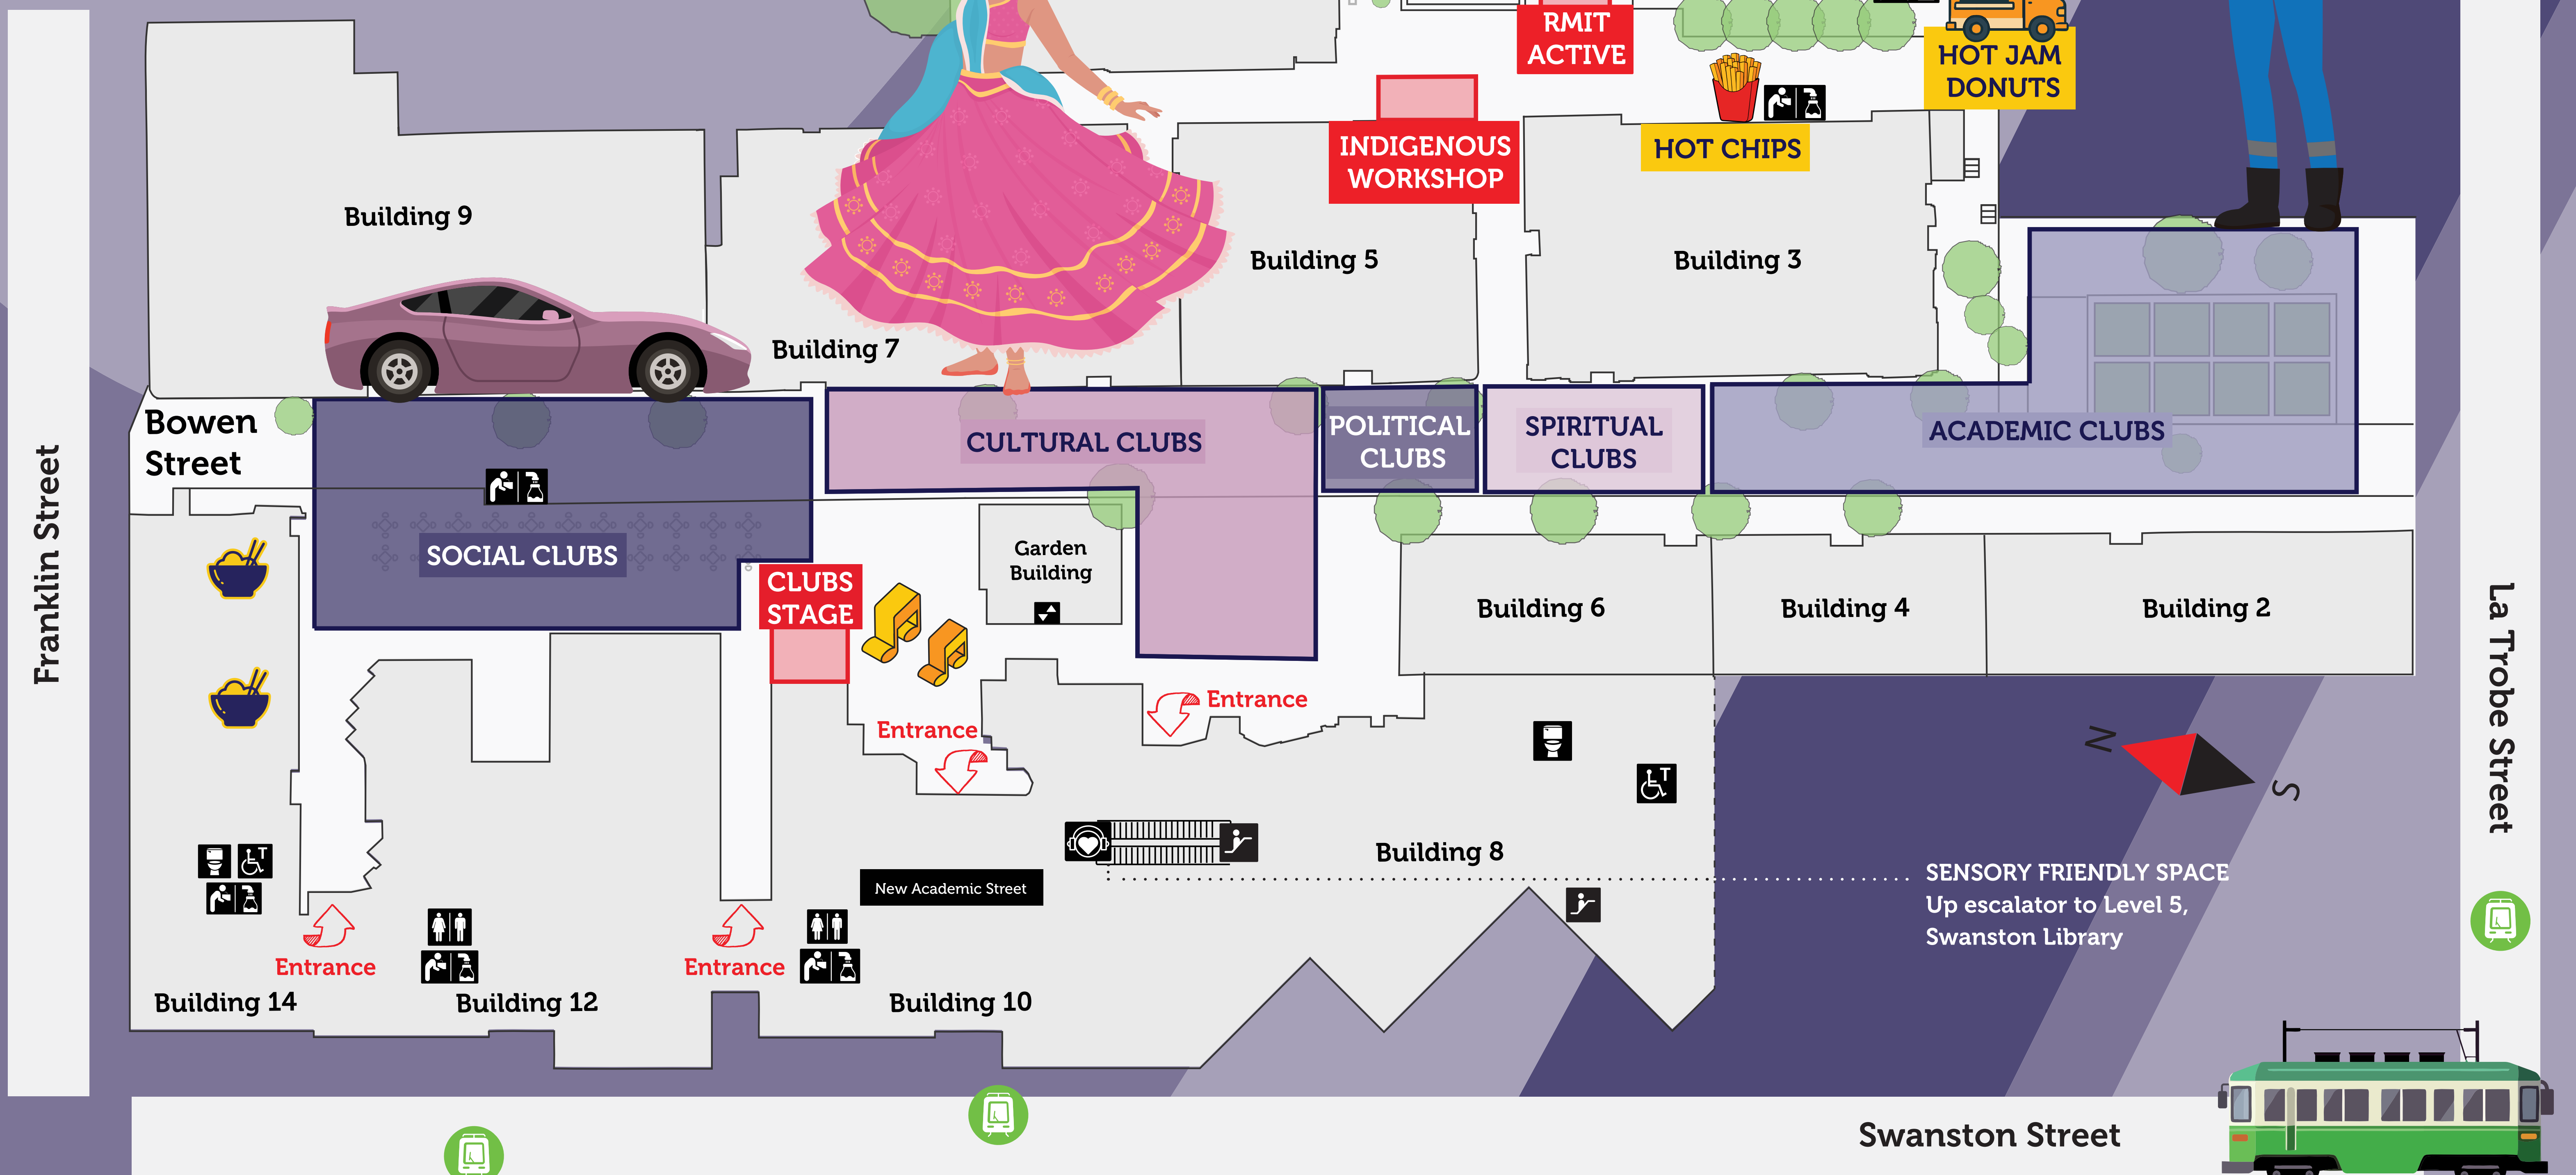 RMIT
ACTIVE
HOT JAM
DONUTS
INDIGENOUS
WORKSHOP
HOT CHIPS
Building 9
Building 7
Building 5
Building 3
Bowen
Street
CULTURAL CLUBS
POLITICAL
CLUBS
SPIRITUAL
CLUBS
ACADEMIC CLUBS
Franklin Street
SOCIAL CLUBS
CLUBS
STAGE
Garden
Building
Building 6
Building 4
Building 2
La Trobe Street
Entrance
Entrance
N
S
T
Building 8
New Academic Street
SENSORY FRIENDLY SPACE
Up escalator to Level 5,
Swanston Library
T
Entrance
Entrance
Building 14
Building 12
Building 10
Swanston Street